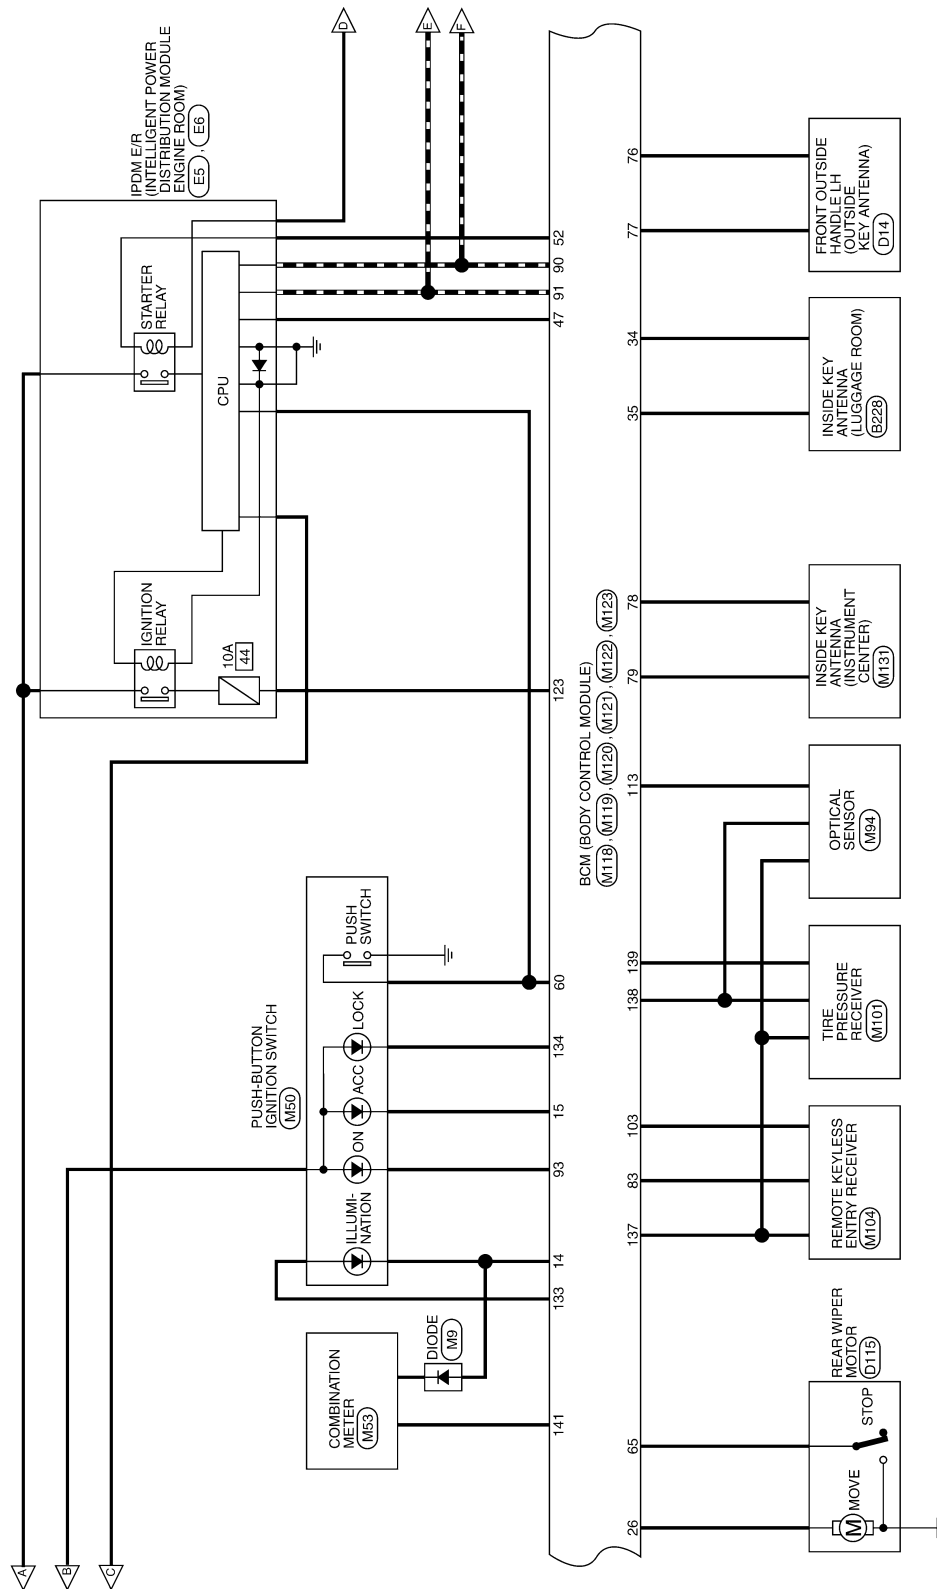 A
B
C
D
E
F
IPDM E/R
(INTELLIGENT POWER
DISTRIBUTION MODULE
ENGINE ROOM)
E5 , E6
IGNITION
RELAY
STARTER
RELAY
10A
44
CPU
PUSH-BUTTON
IGNITION SWITCH
M50
ILLUMI-
NATION
ON
ACC
LOCK
PUSH
SWITCH
COMBINATION
METER
M53
DIODE
M9
141
133
14
93
15
134
60
123
47
91
90
52
BCM (BODY CONTROL MODULE)
M118 , M119 , M120 , M121 , M122 , M123
26
65
137
83
103
138
139
113
79
78
35
34
77
76
REAR WIPER
MOTOR
D115
M
MOVE
STOP
REMOTE KEYLESS
ENTRY RECEIVER
M104
TIRE
PRESSURE
RECEIVER
M101
OPTICAL
SENSOR
M94
INSIDE KEY
ANTENNA
(INSTRUMENT
CENTER)
M131
INSIDE KEY
ANTENNA
(LUGGAGE ROOM)
B228
FRONT OUTSIDE
HANDLE LH
(OUTSIDE
KEY ANTENNA)
D14